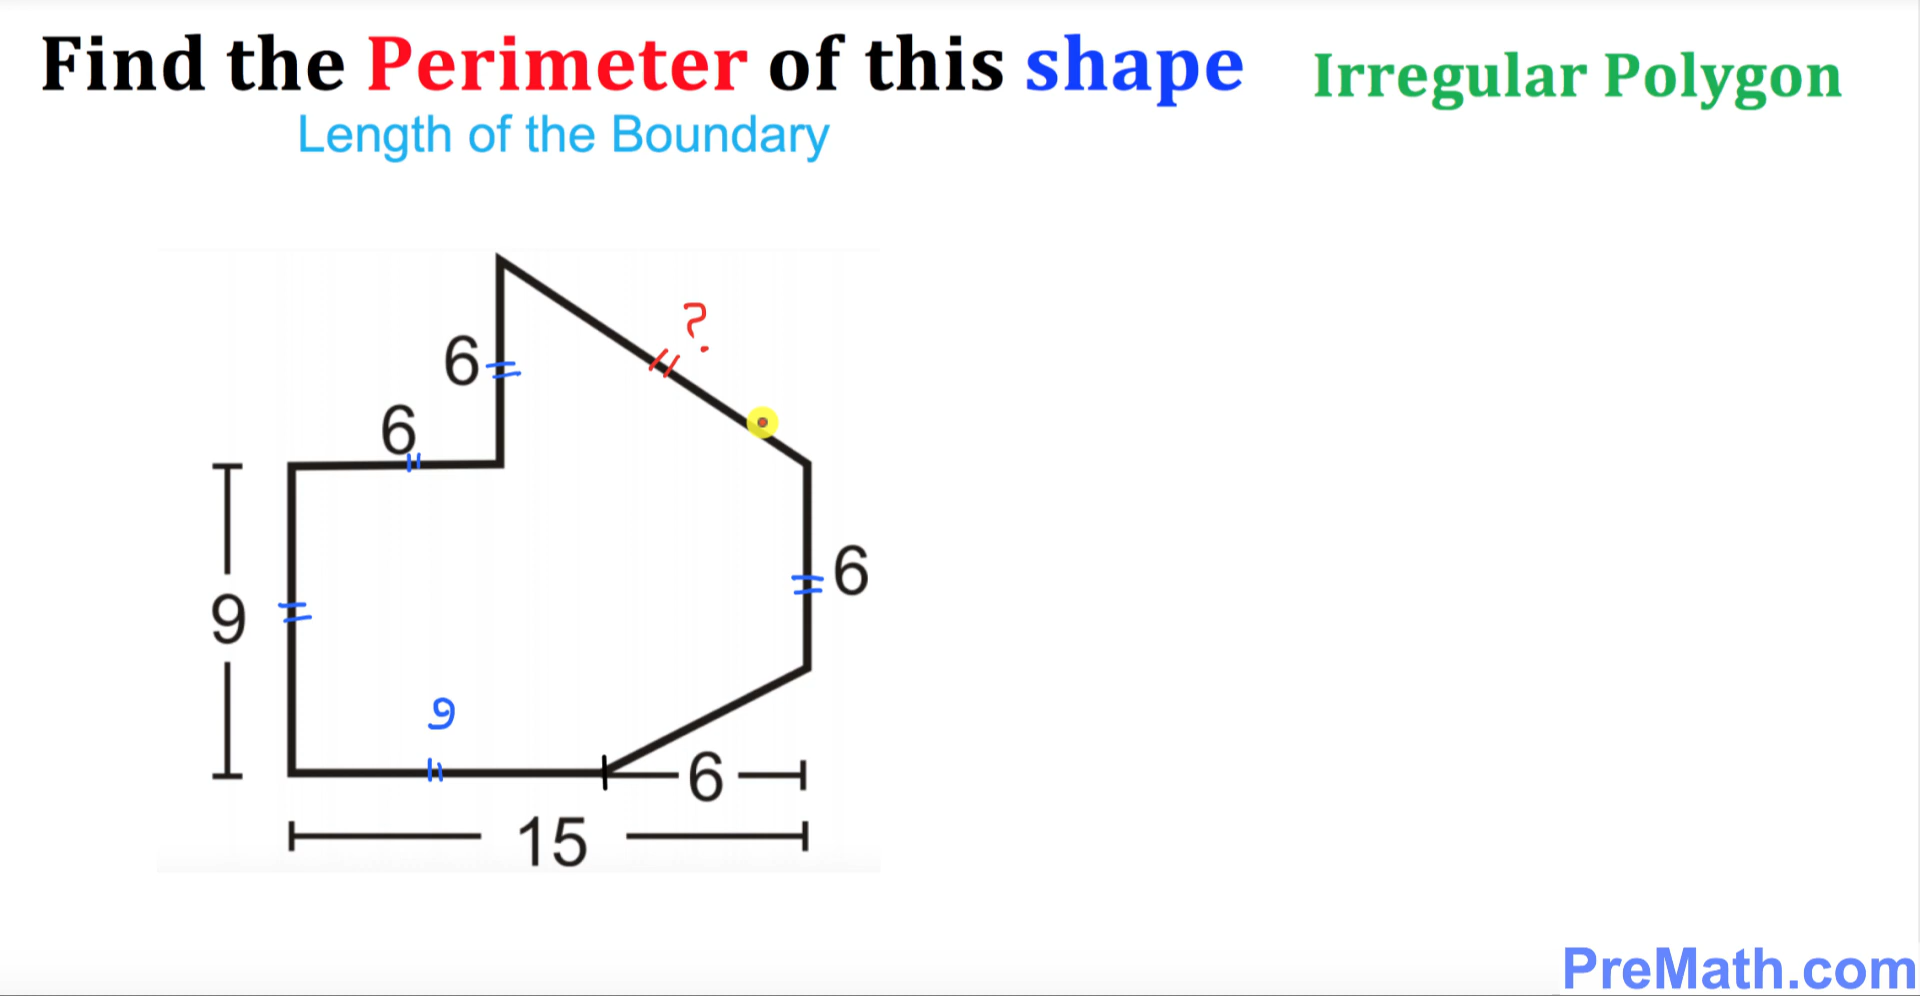 Find the Perimeter of this shape
Irregular Polygon
Length of the Boundary
?
6
6
6
9
9
6
15
PreMath.com